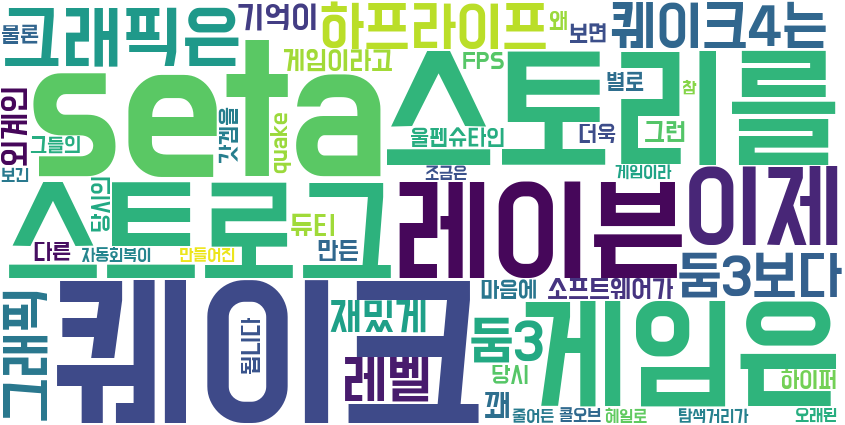 물론
그래픽은
기억이
하프라이프
왜
보면
퀘이크4는
외계인
seta
게임이라고
FPS
스토리를
별로
참
그들의
갓겜을
quake
울펜슈타인
더욱
그런
보긴
당시의
스트로그
조금은
게임이라
레이븐
이제
듀티
다른
자동회복이
만들어진
만든
둠3보다
그래픽
퀘이크
됩니다
재밌게
레벨
마음에
소프트웨어가
둠3
게임은
당시
하이퍼
꽤
줄어든
콜오브
헤일로
탐색거리가
오래된